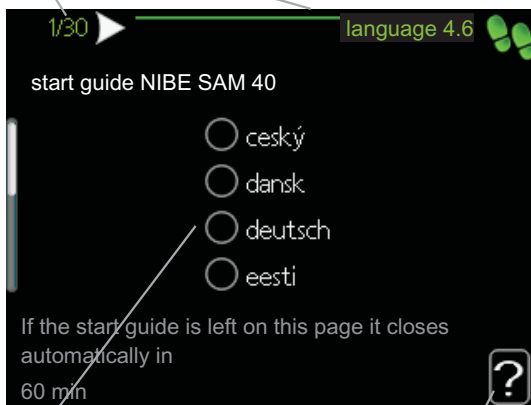 1/30
language 4.6
start guide NIBE SAM 40
ceský
dansk
deutsch
eesti
If the start guide is left on this page it closes
automatically in
60 min
?